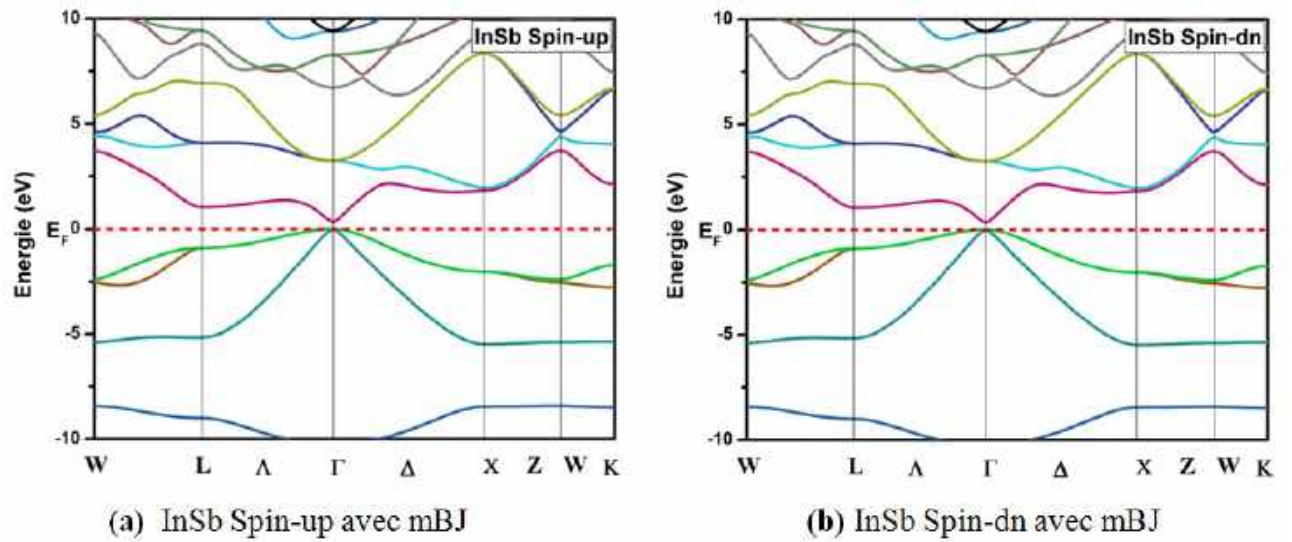 10
InSb Spin-up
5
E_F 0
-5
-10
Energie (eV)
W L Λ Γ Δ X Z W K
(a) InSb Spin-up avec mBJ
10
InSb Spin-dn
5
E_F 0
-5
-10
Energie (eV)
W L Λ Γ Δ X Z W K
(b) InSb Spin-dn avec mBJ